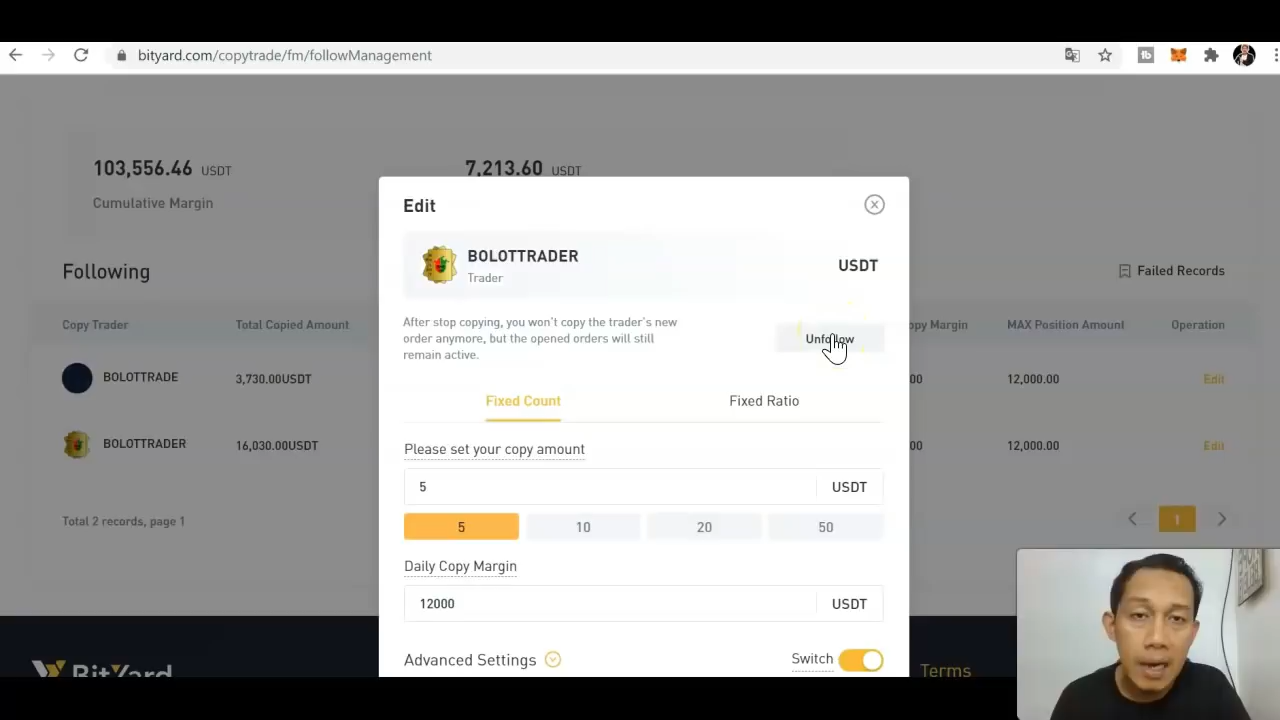 bityard.com/copytrade/fm/followManagement
103,556.46 USDT
7,213.60 USDT
Cumulative Margin
Edit
BOLOTTRADER
Trader
USDT
Following
Failed Records
After stop copying, you won't copy the trader's new
order anymore, but the opened orders will still
remain active.
Unfollow
Copy Trader
Total Copied Amount
opy Margin
MAX Position Amount
Operation
BOLOTTRADE
3,730.00USDT
00
12,000.00
Edit
Fixed Count
Fixed Ratio
BOLOTTRADER
16,030.00USDT
00
12,000.00
Edit
Please set your copy amount
5
USDT
5
10
20
50
Total 2 records, page 1
1
Daily Copy Margin
12000
USDT
Advanced Settings
Switch
BitYard
Terms